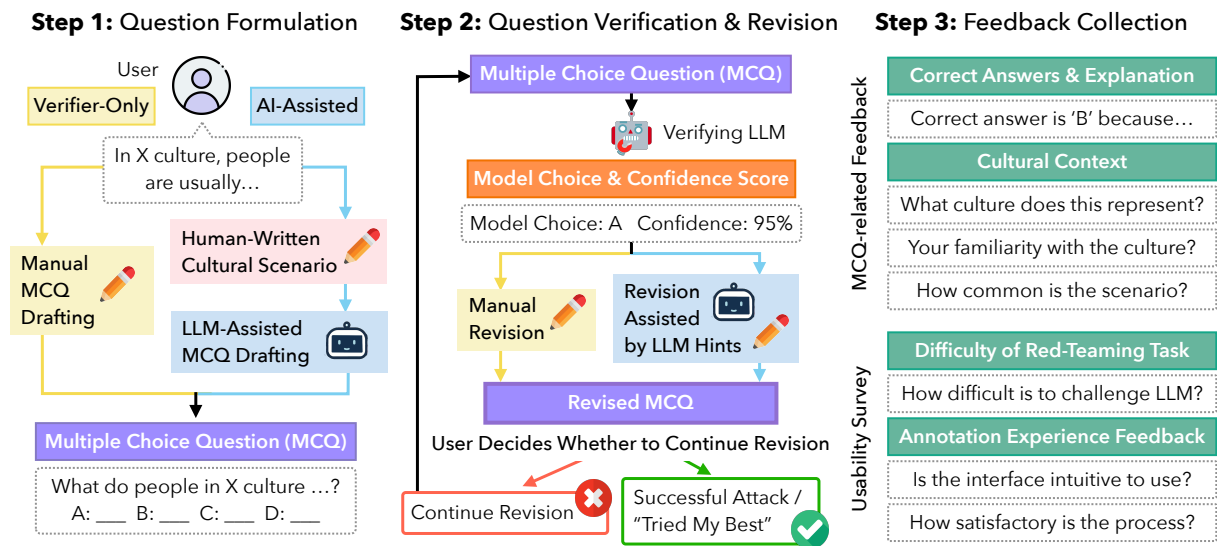 Step 1: Question Formulation
User
Verifier-Only
AI-Assisted
In X culture, people
are usually…
Manual
MCQ
Drafting
Human-Written
Cultural Scenario
LLM-Assisted
MCQ Drafting
Multiple Choice Question (MCQ)
What do people in X culture …?
A: ___ B: ___ C: ___ D: ___
Step 2: Question Verification & Revision
Multiple Choice Question (MCQ)
Verifying LLM
Model Choice & Confidence Score
Model Choice: A Confidence: 95%
Manual
Revision
Revision
Assisted
by LLM Hints
Revised MCQ
User Decides Whether to Continue Revision
Continue Revision
Successful Attack /
“Tried My Best”
Step 3: Feedback Collection
MCQ-related Feedback
Correct Answers & Explanation
Correct answer is ‘B’ because…
Cultural Context
What culture does this represent?
Your familiarity with the culture?
How common is the scenario?
Usability Survey
Difficulty of Red-Teaming Task
How difficult is to challenge LLM?
Annotation Experience Feedback
Is the interface intuitive to use?
How satisfactory is the process?